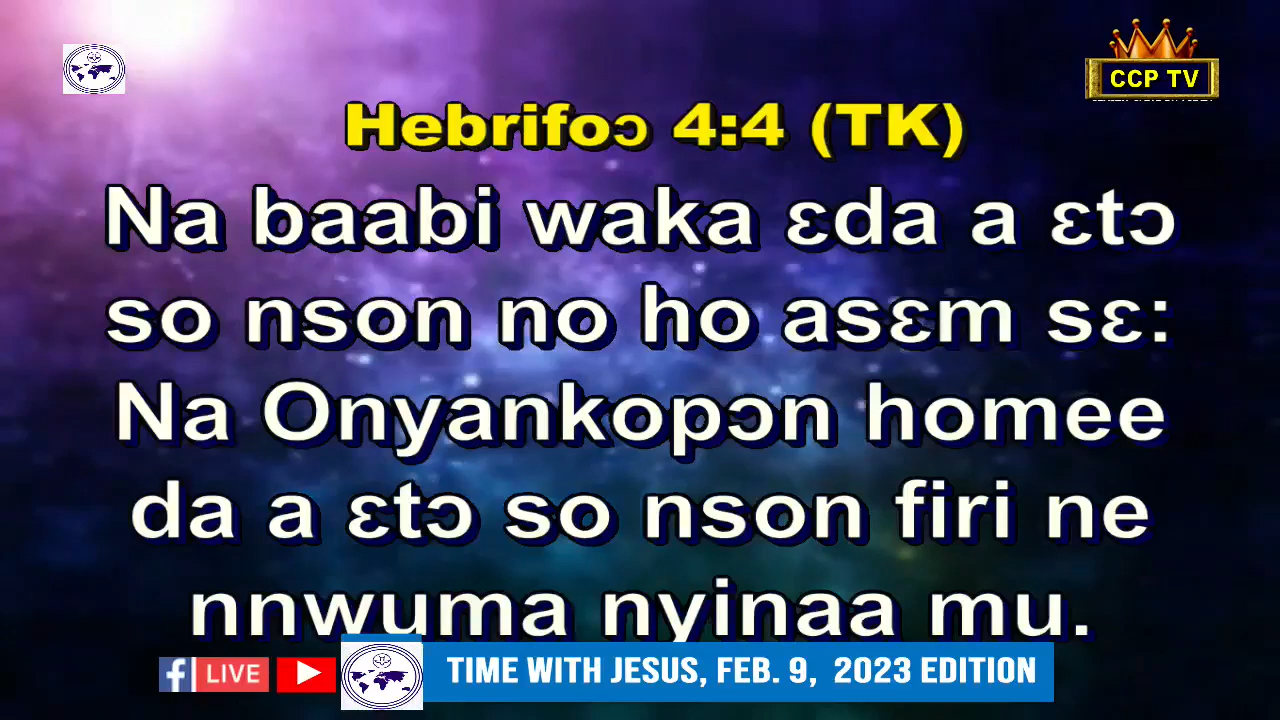 CCP TV
Hebrifoɔ 4:4 (TK)
Na baabi waka ɛda a ɛtɔ
so nson no ho asɛm sɛ:
Na Onyankopɔn homee
da a ɛtɔ so nson firi ne
nnwuma nyinaa mu.
LIVE
TIME WITH JESUS, FEB. 9, 2023 EDITION